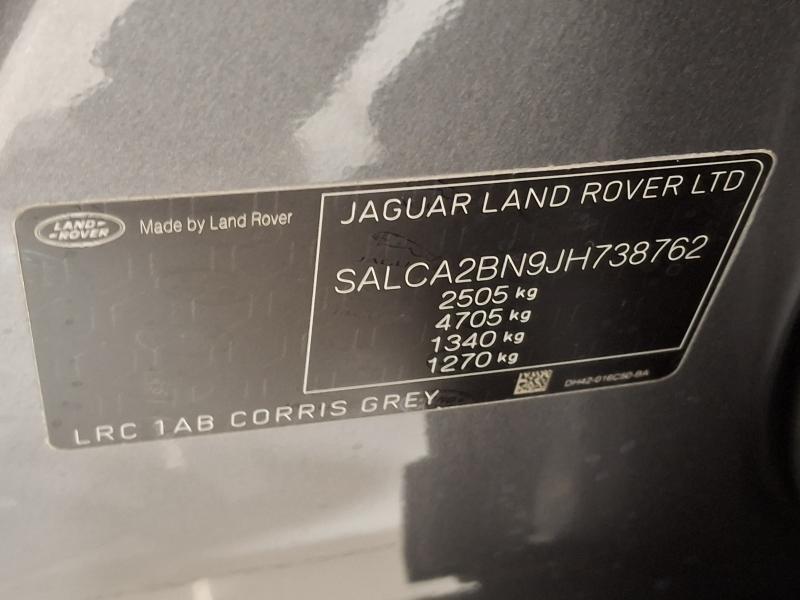 LAND ROVER
Made by Land Rover
JAGUAR LAND ROVER LTD
SALCA2BN9JH738762
2505 kg
4705 kg
1340 kg
1270 kg
DH42-016C50-BA
LRC 1AB CORRIS GREY